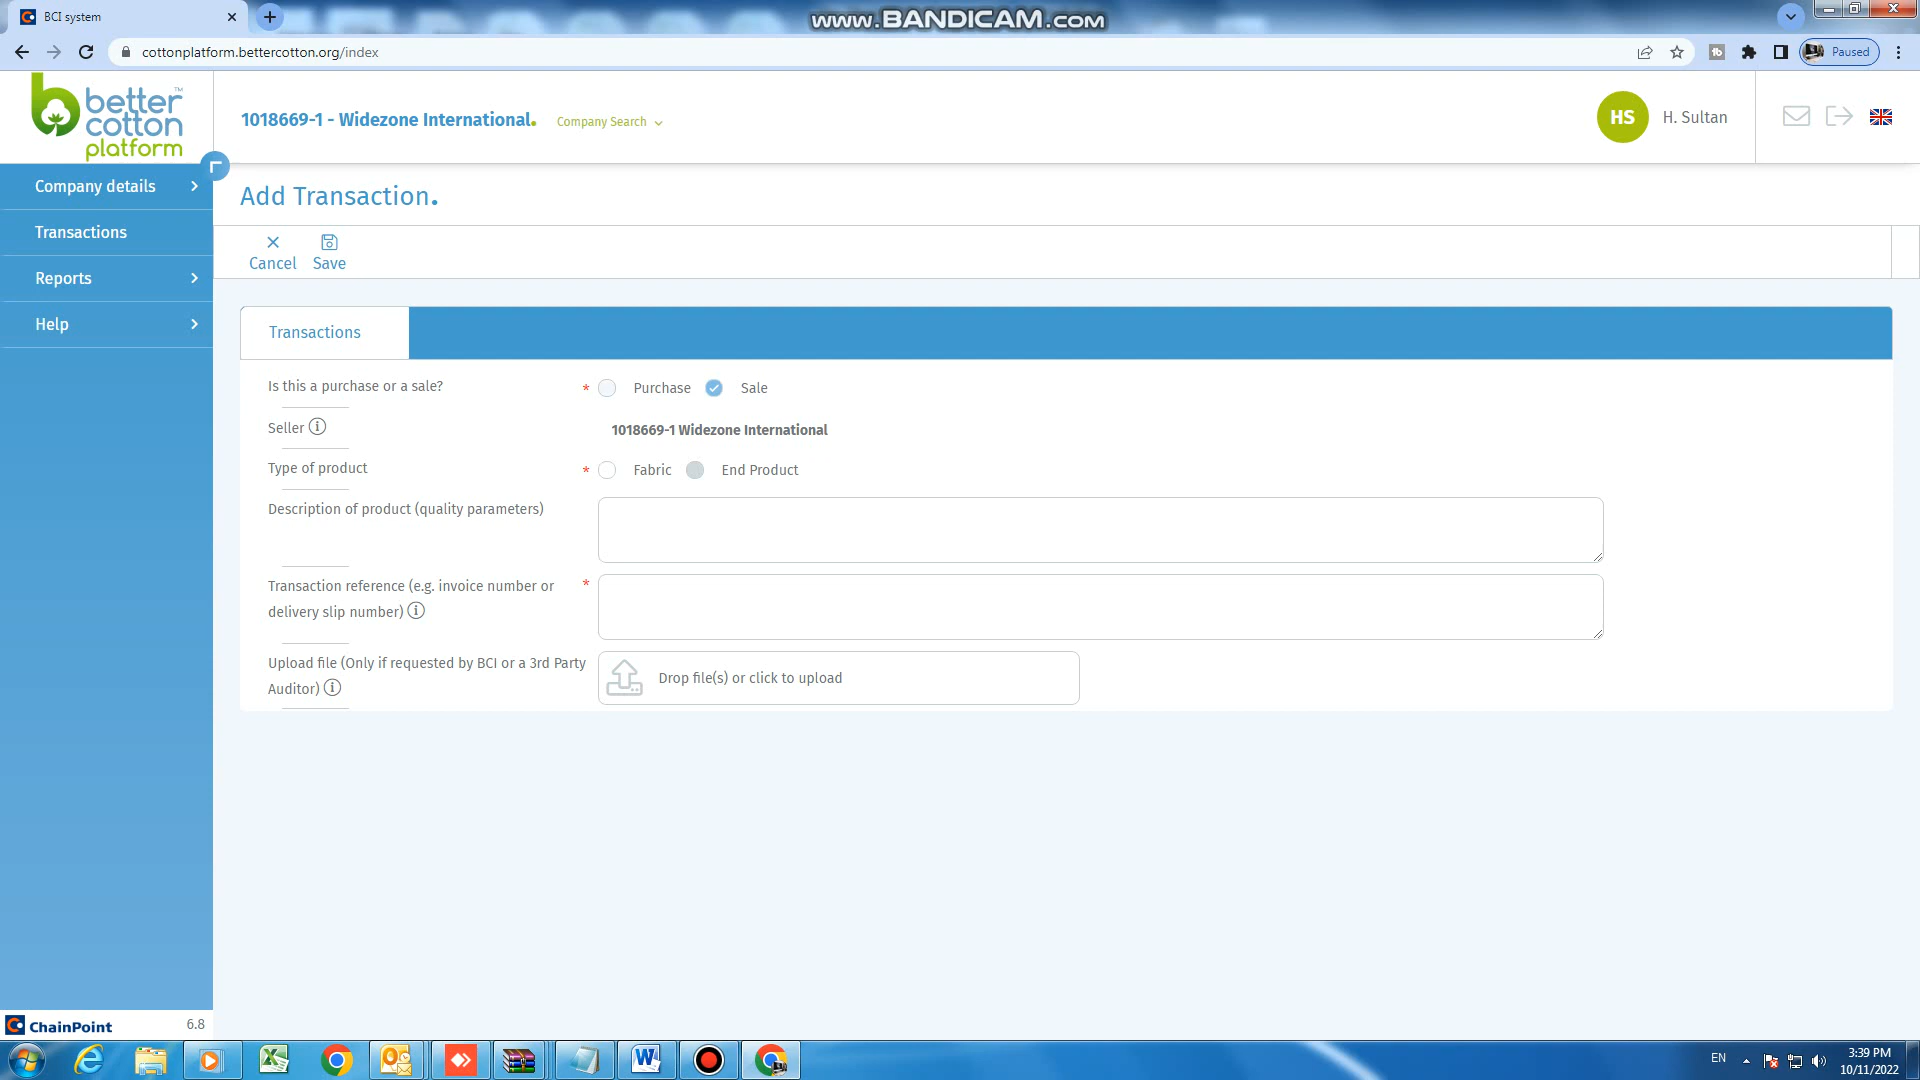 BCI system
www.BANDICAM.com
cottonplatform.bettercotton.org/index
Paused
better
cotton
platform
TM
1018669-1 - Widezone International.
Company Search
HS
H. Sultan
Company details
Transactions
Reports
Help
Add Transaction.
Cancel
Save
Transactions
Is this a purchase or a sale?
* Purchase Sale
Seller
1018669-1 Widezone International
Type of product
* Fabric End Product
Description of product (quality parameters)
Transaction reference (e.g. invoice number or *
delivery slip number)
Upload file (Only if requested by BCI or a 3rd Party
Auditor)
Drop file(s) or click to upload
ChainPoint
6.8
EN
3:39 PM
10/11/2022